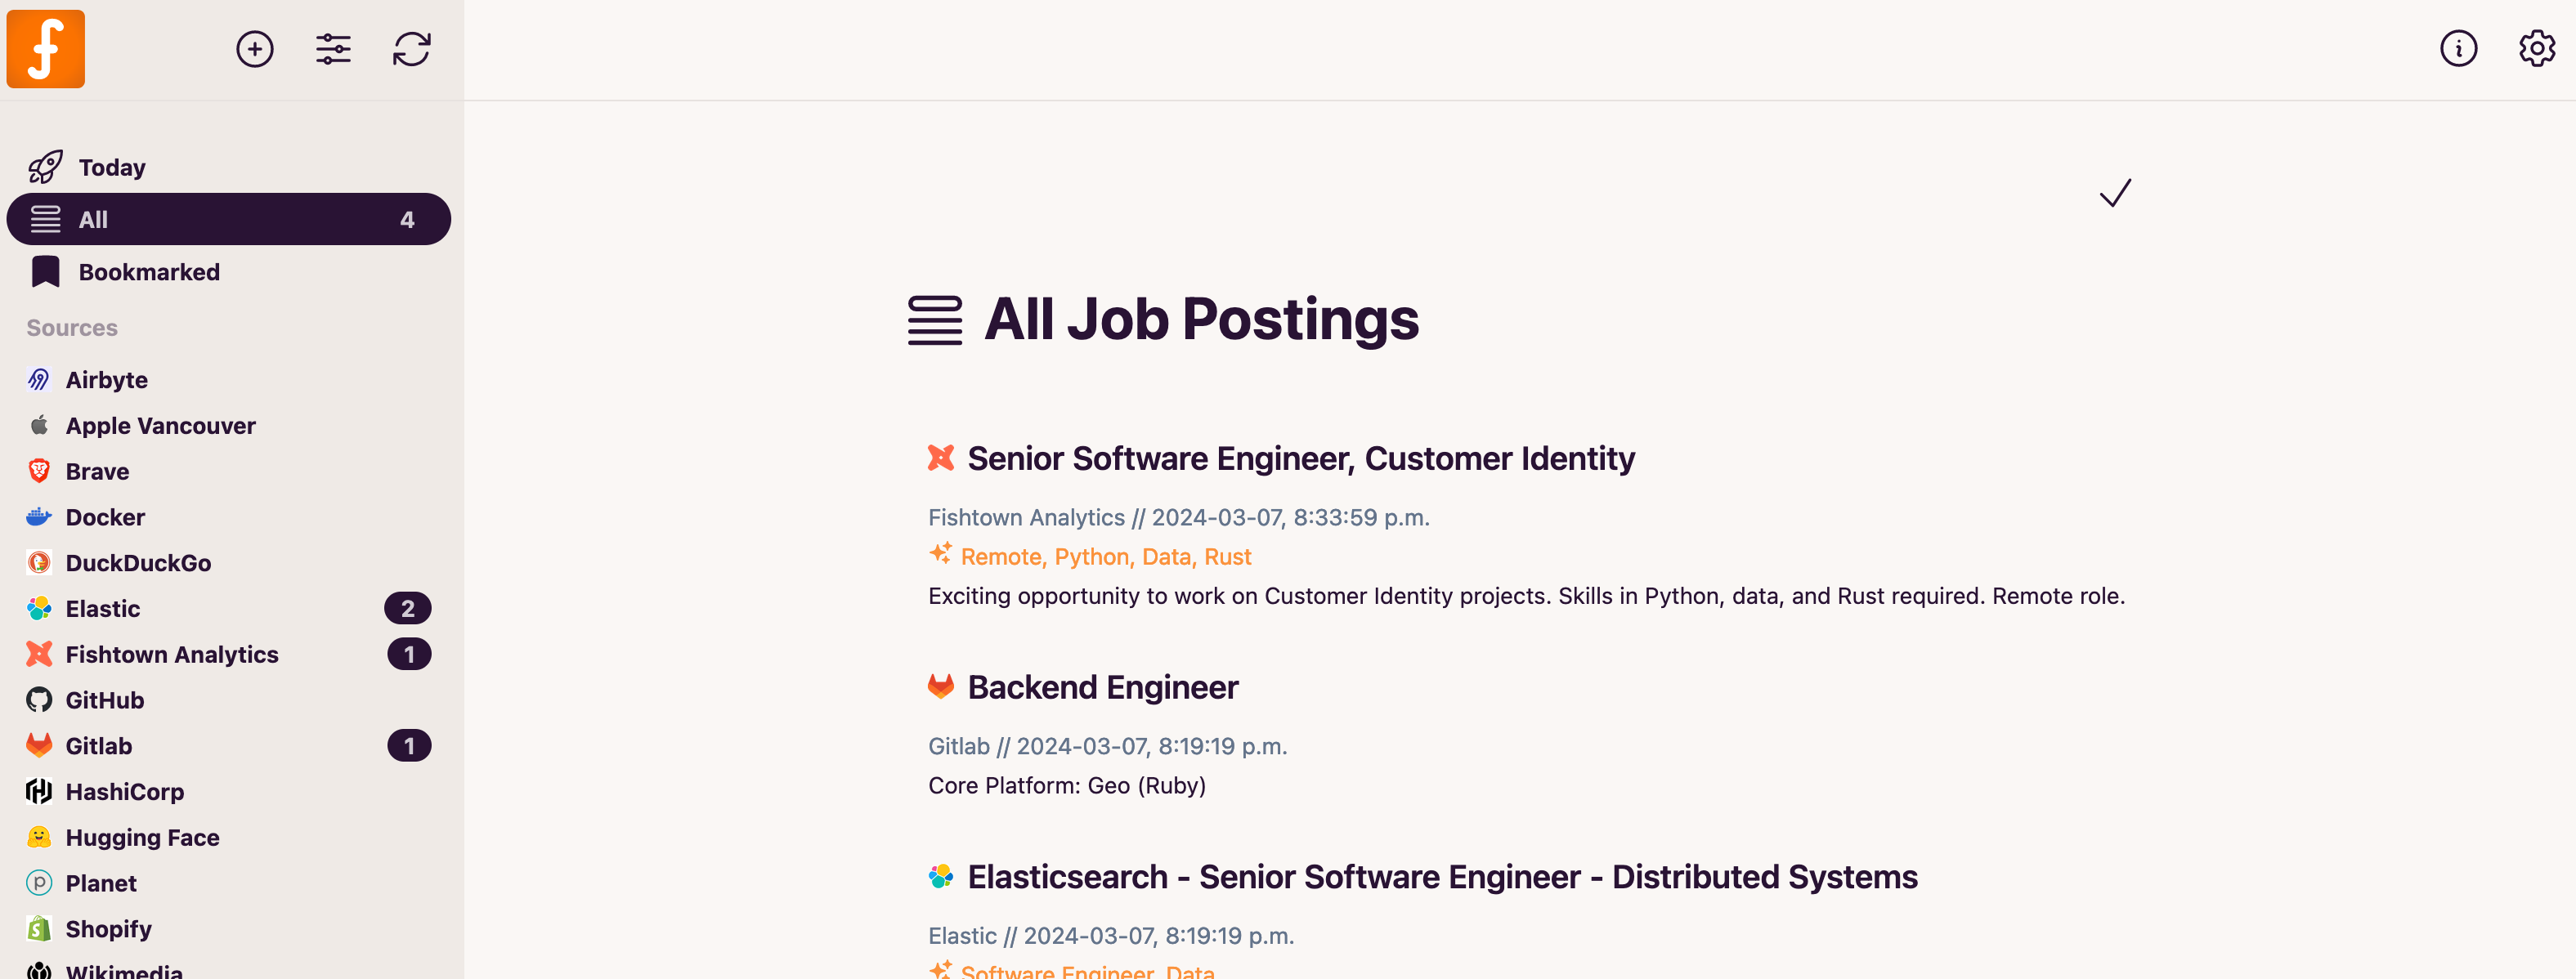 Today
All 4
Bookmarked
Sources
Airbyte
Apple Vancouver
Brave
Docker
DuckDuckGo
Elastic 2
Fishtown Analytics 1
GitHub
Gitlab 1
HashiCorp
Hugging Face
Planet
Shopify
Wikimedia
All Job Postings
Senior Software Engineer, Customer Identity
Fishtown Analytics // 2024-03-07, 8:33:59 p.m.
Remote, Python, Data, Rust
Exciting opportunity to work on Customer Identity projects. Skills in Python, data, and Rust required. Remote role.
Backend Engineer
Gitlab // 2024-03-07, 8:19:19 p.m.
Core Platform: Geo (Ruby)
Elasticsearch - Senior Software Engineer - Distributed Systems
Elastic // 2024-03-07, 8:19:19 p.m.
Software Engineer, Data